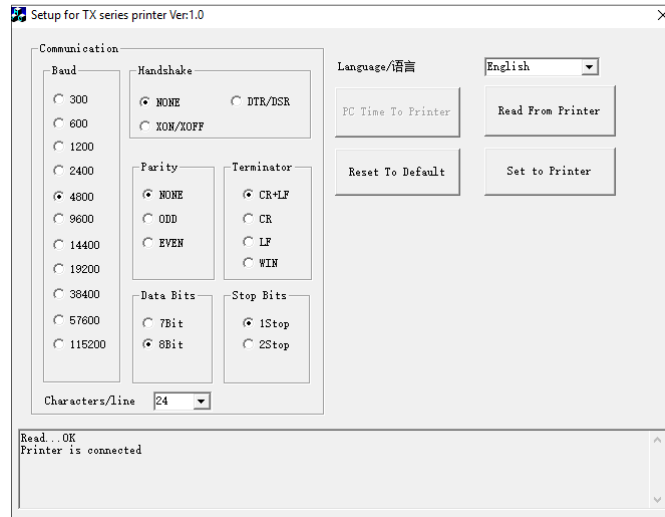 Setup for TX series printer Ver:1.0
Communication
Baud
300
600
1200
2400
4800
9600
14400
19200
38400
57600
115200
Handshake
NONE
DTR/DSR
XON/XOFF
Parity
NONE
ODD
EVEN
Terminator
CR+LF
CR
LF
WIN
Data Bits
7Bit
8Bit
Stop Bits
1Stop
2Stop
Characters/line
24
Language/语言
English
PC Time To Printer
Read From Printer
Reset To Default
Set to Printer
Read...OK
Printer is connected